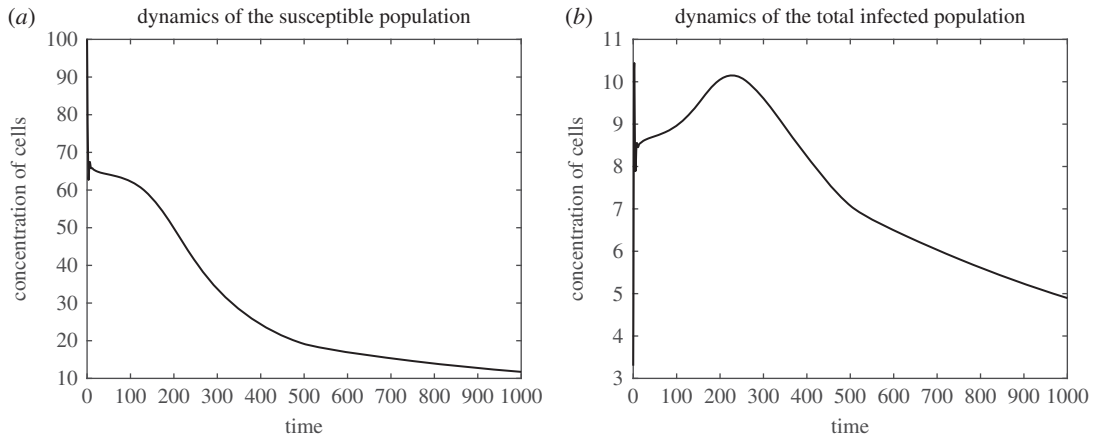 (a) dynamics of the susceptible population
100
90
80
70
60
50
40
30
20
10
concentration of cells
0 100 200 300 400 500 600 700 800 900 1000
time
(b) dynamics of the total infected population
11
10
9
8
7
6
5
4
3
concentration of cells
0 100 200 300 400 500 600 700 800 900 1000
time